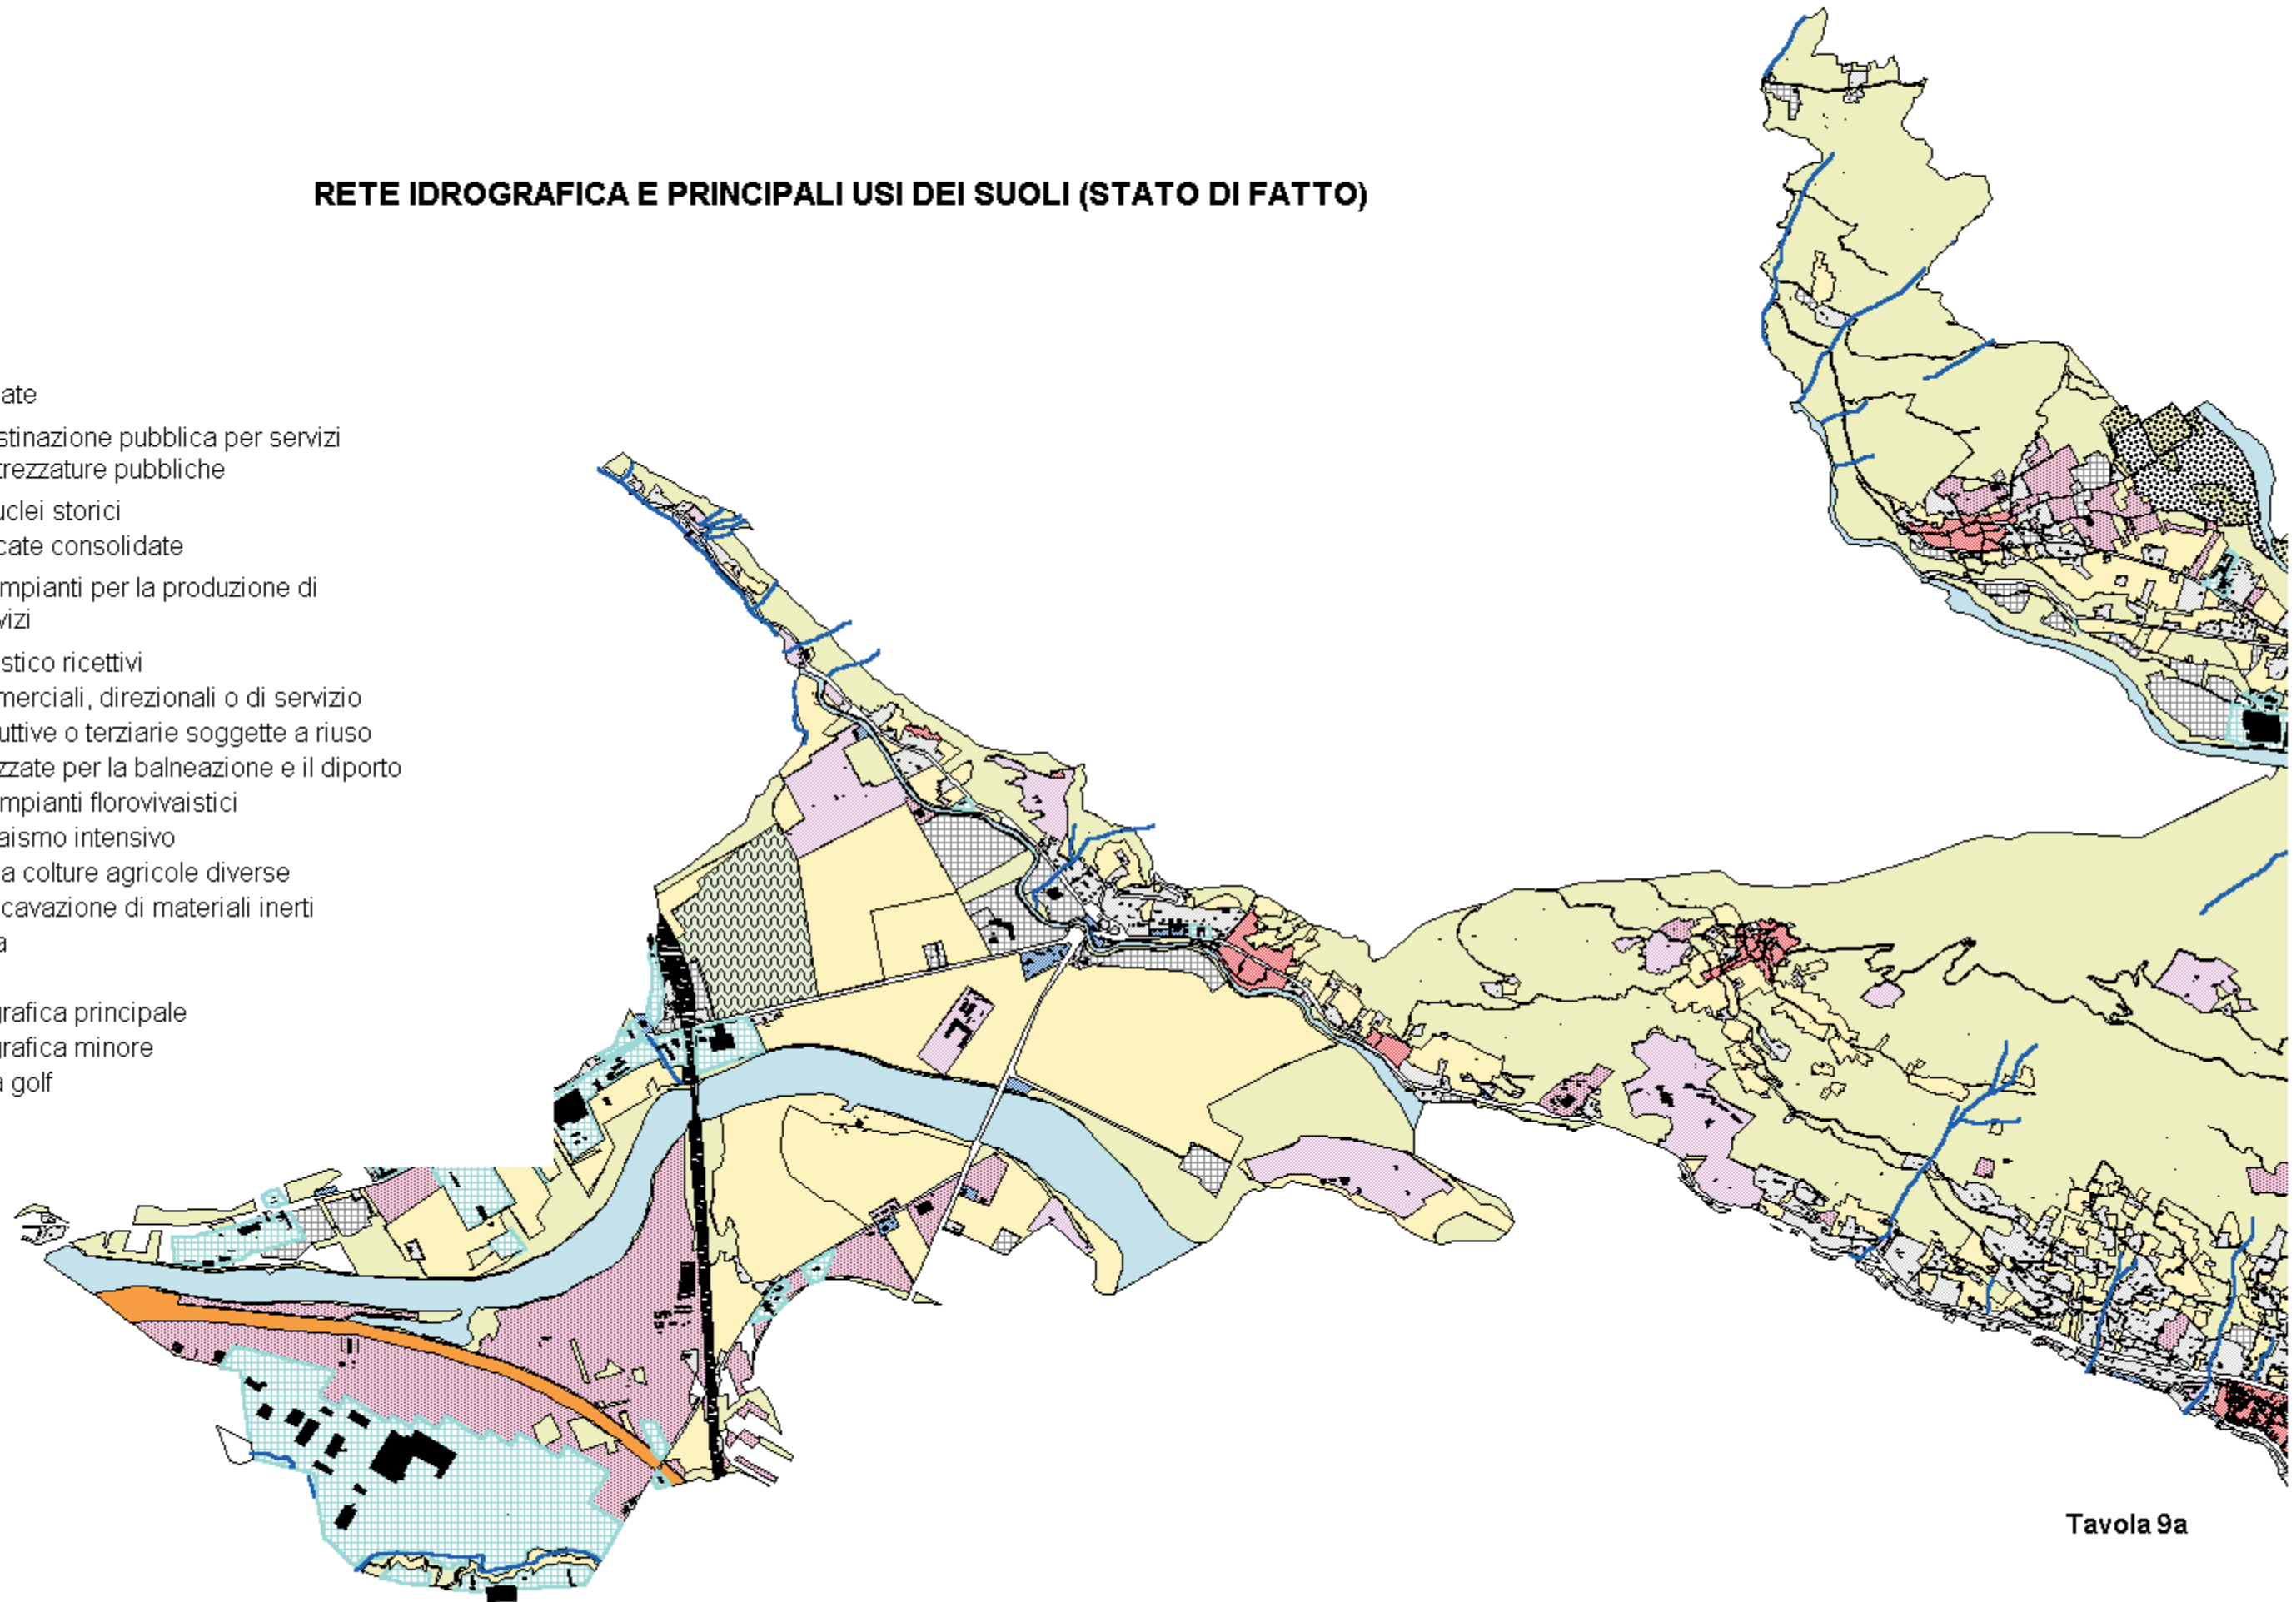 RETE IDROGRAFICA E PRINCIPALI USI DEI SUOLI (STATO DI FATTO)
ate
stinazione pubblica per servizi
trezzature pubbliche
uclei storici
cate consolidate
mpianti per la produzione di
vizi
stico ricettivi
merciali, direzionali o di servizio
uttive o terziarie soggette a riuso
zzate per la balneazione e il diporto
mpianti florovivaistici
aismo intensivo
a colture agricole diverse
cavazione di materiali inerti
a
grafica principale
grafica minore
a golf
Tavola 9a